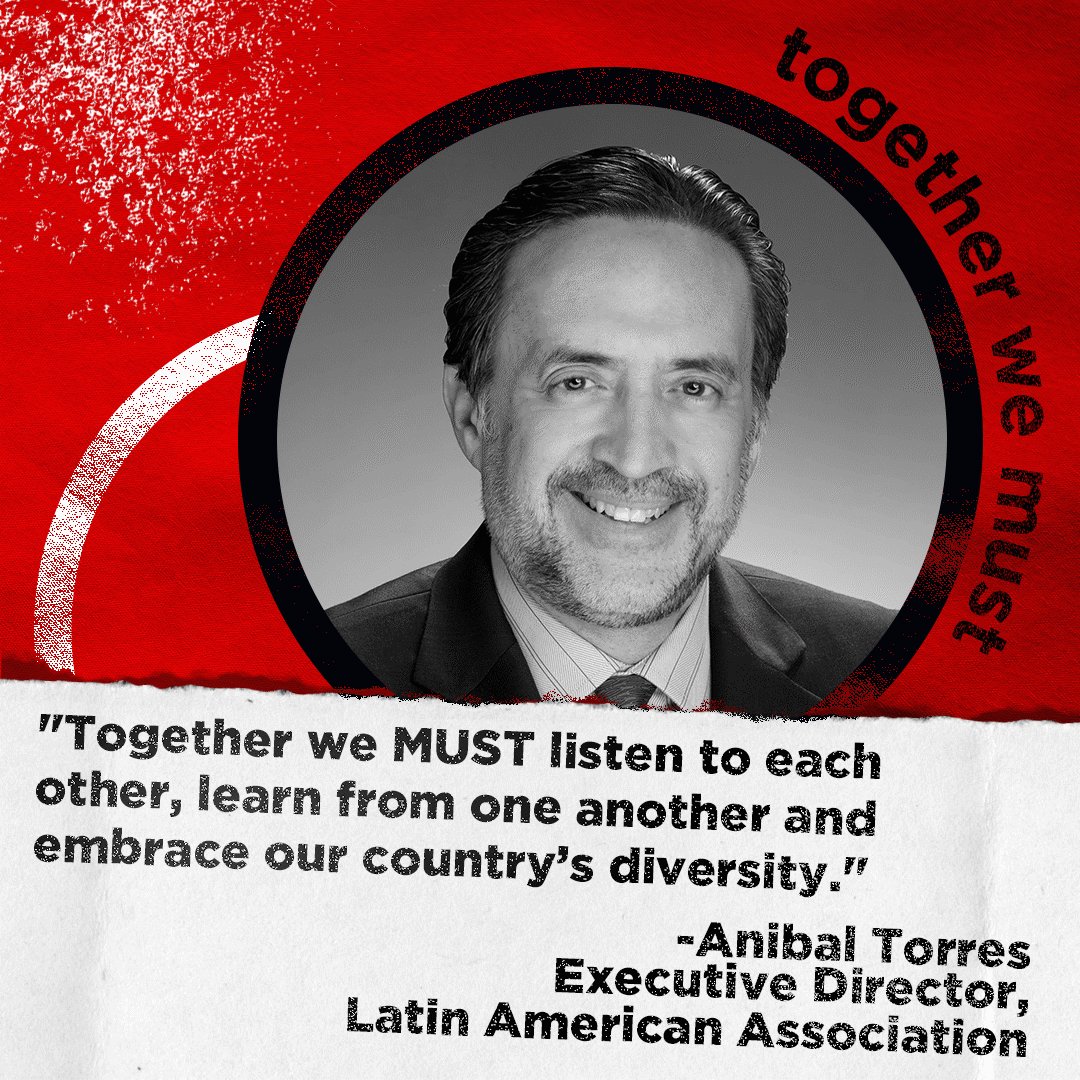 together we must
"Together we MUST listen to each
other, learn from one another and
embrace our country’s diversity."
-Anibal Torres
Executive Director,
Latin American Association